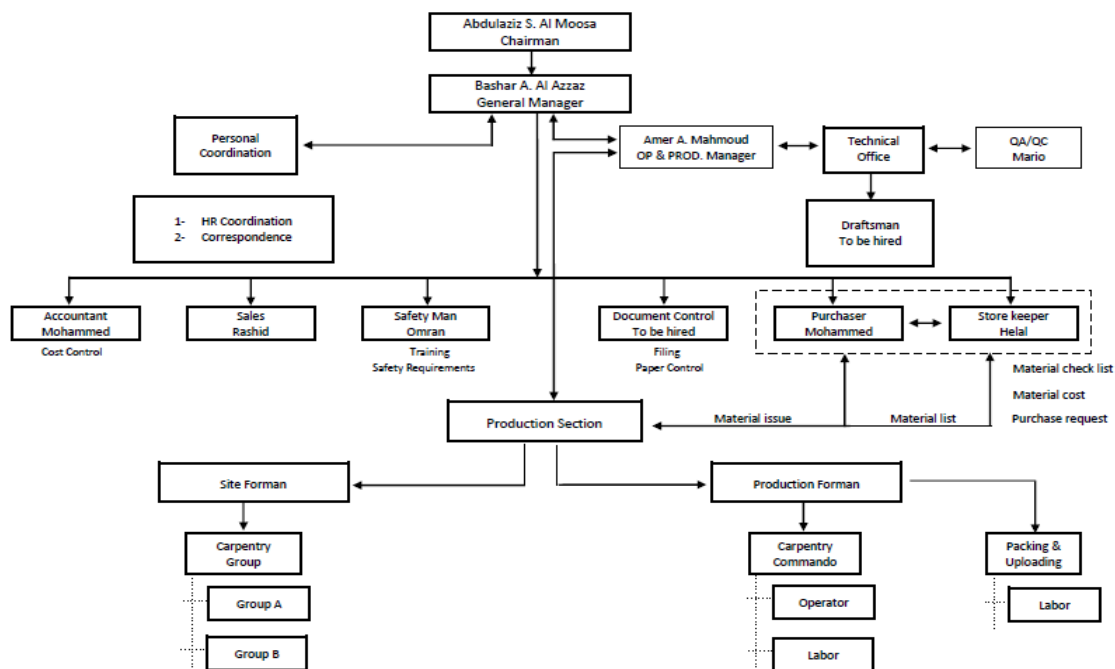 Abdulaziz S. Al Moosa
Chairman
Bashar A. Al Azzaz
General Manager
Personal
Coordination
Amer A. Mahmoud
OP & PROD. Manager
Technical
Office
QA/QC
Mario
1- HR Coordination
2- Correspondence
Draftsman
To be hired
Accountant
Mohammed
Cost Control
Sales
Rashid
Safety Man
Omran
Training
Safety Requirements
Document Control
To be hired
Filing
Paper Control
Purchaser
Mohammed
Store keeper
Helal
Material check list
Material cost
Purchase request
Production Section
Material issue
Material list
Site Forman
Production Forman
Carpentry
Group
Carpentry
Commando
Packing &
Uploading
Group A
Operator
Labor
Group B
Labor